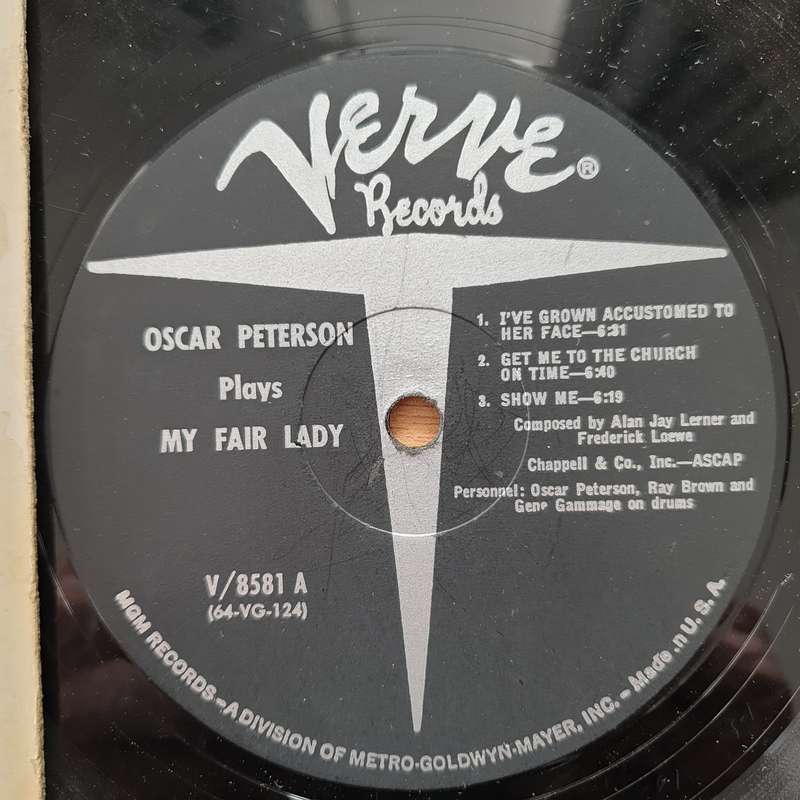 Verve®
Records
OSCAR PETERSON
Plays
MY FAIR LADY
1. I'VE GROWN ACCUSTOMED TO
HER FACE—6:31
2. GET ME TO THE CHURCH
ON TIME—6:40
3. SHOW ME—6:19
Composed by Alan Jay Lerner and
Frederick Loewe
Chappell & Co., Inc.—ASCAP
Personnel: Oscar Peterson, Ray Brown and
Gene Gammage on drums
V/8581 A
(64-VG-124)
MGM RECORDS—A DIVISION OF METRO-GOLDWYN-MAYER, INC. – Made in U. S. A.